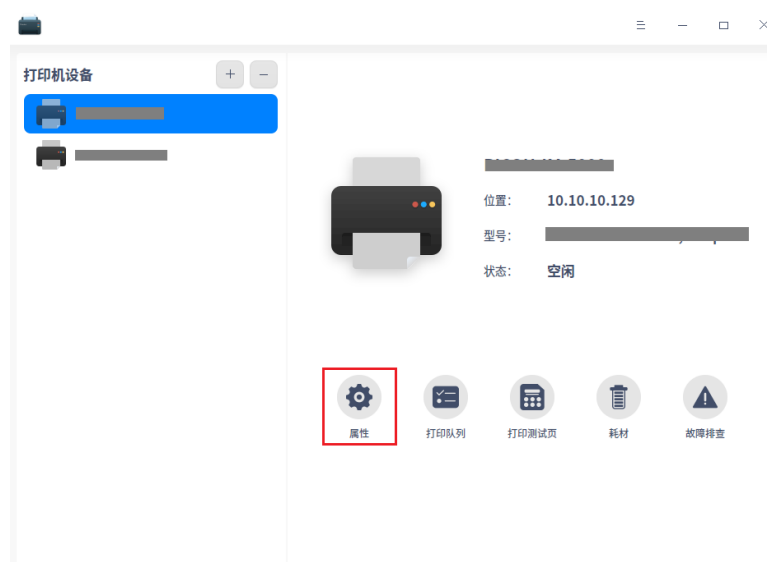 打印机设备
位置：
10.10.10.129
型号：
状态：
空闲
属性
打印队列
打印测试页
耗材
故障排查